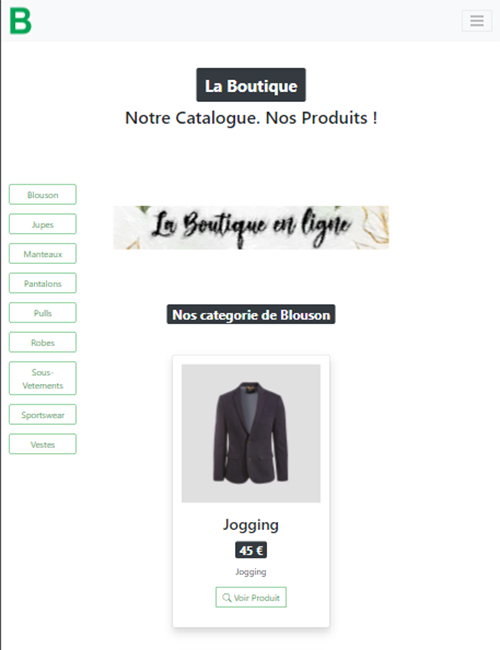 B
La Boutique
Notre Catalogue. Nos Produits !
Blouson
Jupes
Manteaux
Pantalons
Pulls
Robes
Sous-
Vetements
Sportswear
Vestes
La Boutique en ligne
Nos categorie de Blouson
Jogging
45 €
Jogging
Voir Produit